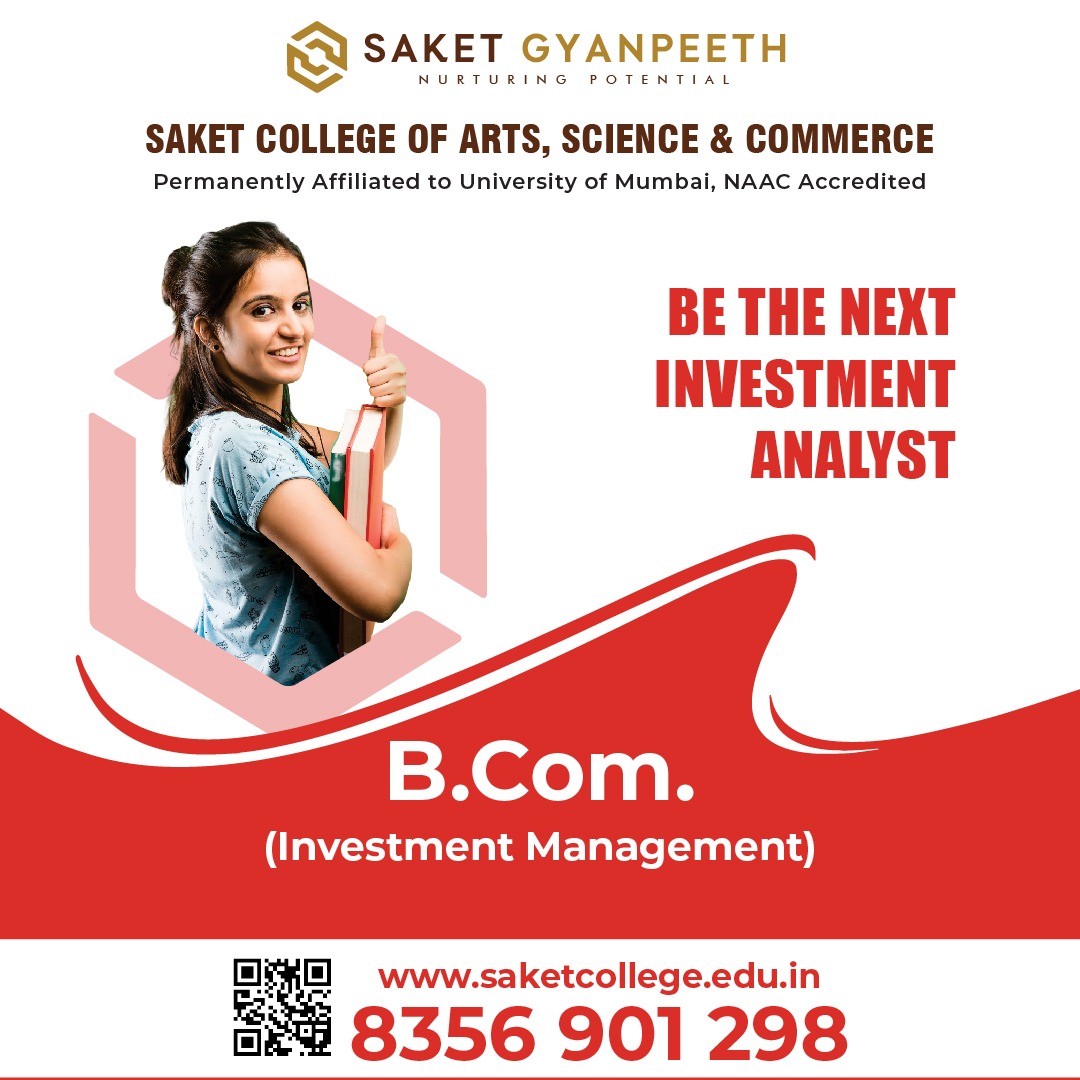 SAKET GYANPEETH
NURTURING POTENTIAL
SAKET COLLEGE OF ARTS, SCIENCE & COMMERCE
Permanently Affiliated to University of Mumbai, NAAC Accredited
BE THE NEXT
INVESTMENT
ANALYST
B.Com.
(Investment Management)
www.saketcollege.edu.in
8356 901 298